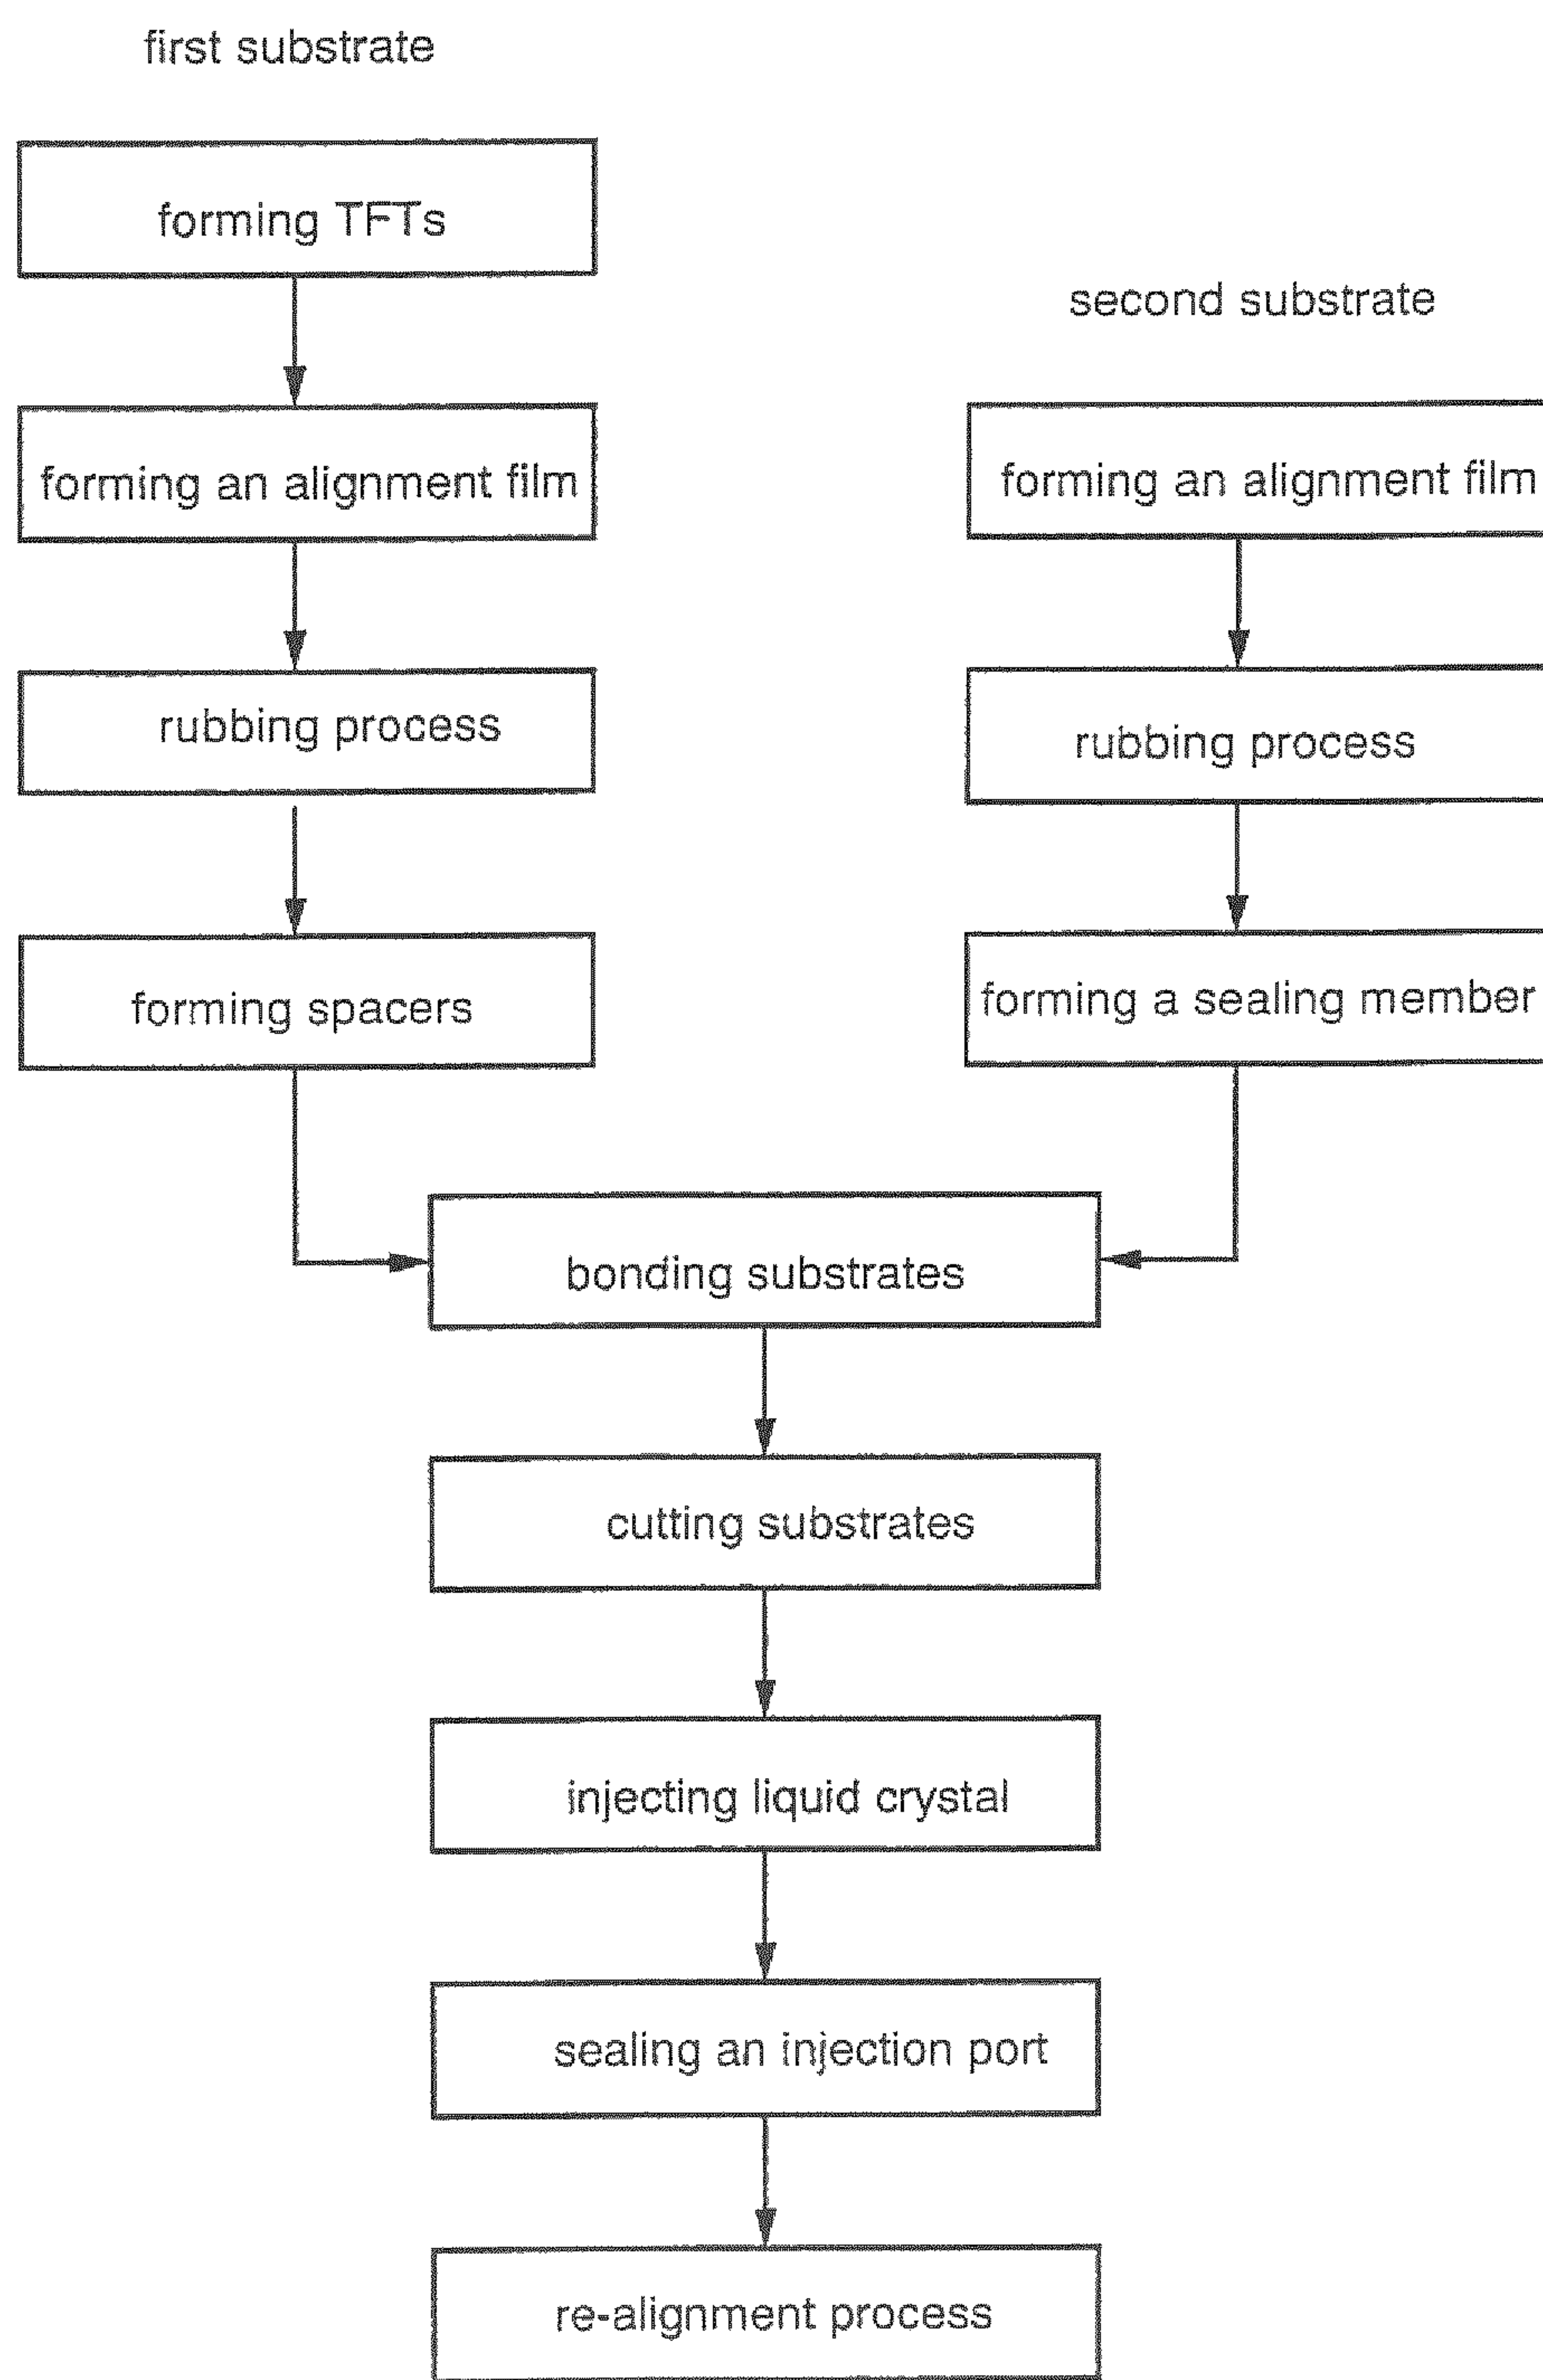 first substrate
forming TFTs
forming an alignment film
rubbing process
forming spacers
second substrate
forming an alignment film
rubbing process
forming a sealing member
bonding substrates
cutting substrates
injecting liquid crystal
sealing an injection port
re-alignment process